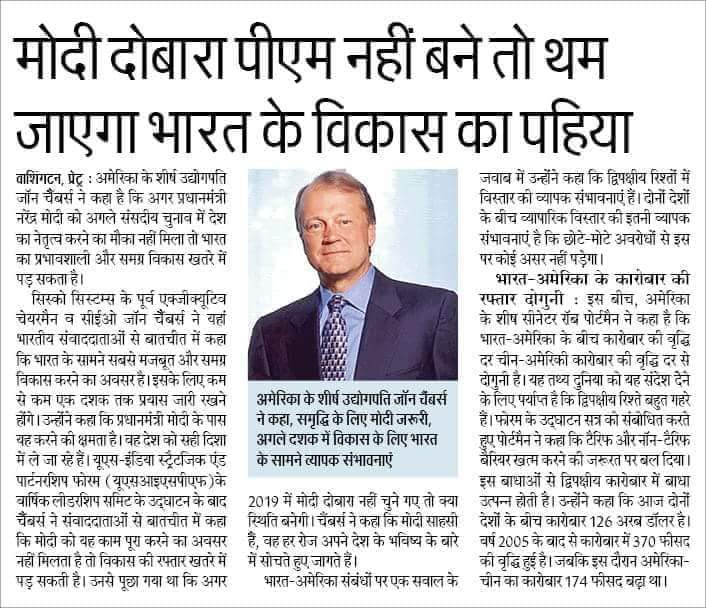 मोदी दोबारा पीएम नहीं बने तो थम
जाएगा भारत के विकास का पहिया
वाशिंगटन, प्रेट्र : अमेरिका के शीर्ष उद्योगपति
जॉन चैंबर्स ने कहा है कि अगर प्रधानमंत्री
नरेंद्र मोदी को अगले संसदीय चुनाव में देश
का नेतृत्व करने का मौका नहीं मिला तो भारत
का प्रभावशाली और समग्र विकास खतरे में
पड़ सकता है।
सिस्को सिस्टम्स के पूर्व एक्जीक्यूटिव
चेयरमैन व सीईओ जॉन चैंबर्स ने यहां
भारतीय संवाददाताओं से बातचीत में कहा
कि भारत के सामने सबसे मजबूत और समग्र
विकास करने का अवसर है। इसके लिए कम
से कम एक दशक तक प्रयास जारी रखने
होंगे। उन्होंने कहा कि प्रधानमंत्री मोदी के पास
यह करने की क्षमता है। वह देश को सही दिशा
में ले जा रहे हैं। यूएस-इंडिया स्ट्रैटजिक एंड
पार्टनरशिप फोरम (यूएसआइएसपीएफ)के
वार्षिक लीडरशिप समिट के उद्घाटन के बाद
चैंबर्स ने संवाददाताओं से बातचीत में कहा
कि मोदी को यह काम पूरा करने का अवसर
नहीं मिलता है तो विकास की रफ्तार खतरे में
पड़ सकती है। उनसे पूछा गया था कि अगर
अमेरिका के शीर्ष उद्योगपति जॉन चैंबर्स
ने कहा, समृद्धि के लिए मोदी जरूरी,
अगले दशक में विकास के लिए भारत
के सामने व्यापक संभावनाएं
2019 में मोदी दोबारा नहीं चुने गए तो क्या
स्थिति बनेगी। चैंबर्स ने कहा कि मोदी साहसी
हैं, वह हर रोज अपने देश के भविष्य के बारे
में सोचते हुए जागते हैं।
भारत-अमेरिका संबंधों पर एक सवाल के
जवाब में उन्होंने कहा कि द्विपक्षीय रिश्तों में
विस्तार की व्यापक संभावनाएं हैं। दोनों देशों
के बीच व्यापारिक विस्तार की इतनी व्यापक
संभावनाएं है कि छोटे-मोटे अवरोधों से इस
पर कोई असर नहीं पड़ेगा।
भारत-अमेरिका के कारोबार की
रफ्तार दोगुनी : इस बीच, अमेरिका
के शीष सीनेटर रॉब पोर्टमैन ने कहा है कि
भारत-अमेरिका के बीच कारोबार की वृद्धि
दर चीन-अमेरिकी कारोबार की वृद्धि दर से
दोगुनी है। यह तथ्य दुनिया को यह संदेश देने
के लिए पर्याप्त है कि द्विपक्षीय रिश्ते बहुत गहरे
हैं। फोरम के उद्घाटन सत्र को संबोधित करते
हुए पोर्टमैन ने कहा कि टैरिफ और नॉन-टैरिफ
बैरियर खत्म करने की जरूरत पर बल दिया।
इस बाधाओं से द्विपक्षीय कारोबार में बाधा
उत्पन्न होती है। उन्होंने कहा कि आज दोनों
देशों के बीच कारोबार 126 अरब डॉलर है।
वर्ष 2005 के बाद से कारोबार में 370 फीसद
की वृद्धि हुई है। जबकि इस दौरान अमेरिका-
चीन का कारोबार 174 फीसद बढ़ा था।